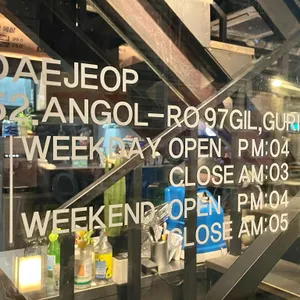 DAEJEOP
02, ANGOL-RO 97GIL, GURI
WEEKDAY OPEN PM:04
CLOSE AM:03
WEEKEND OPEN PM:04
CLOSE AM:05